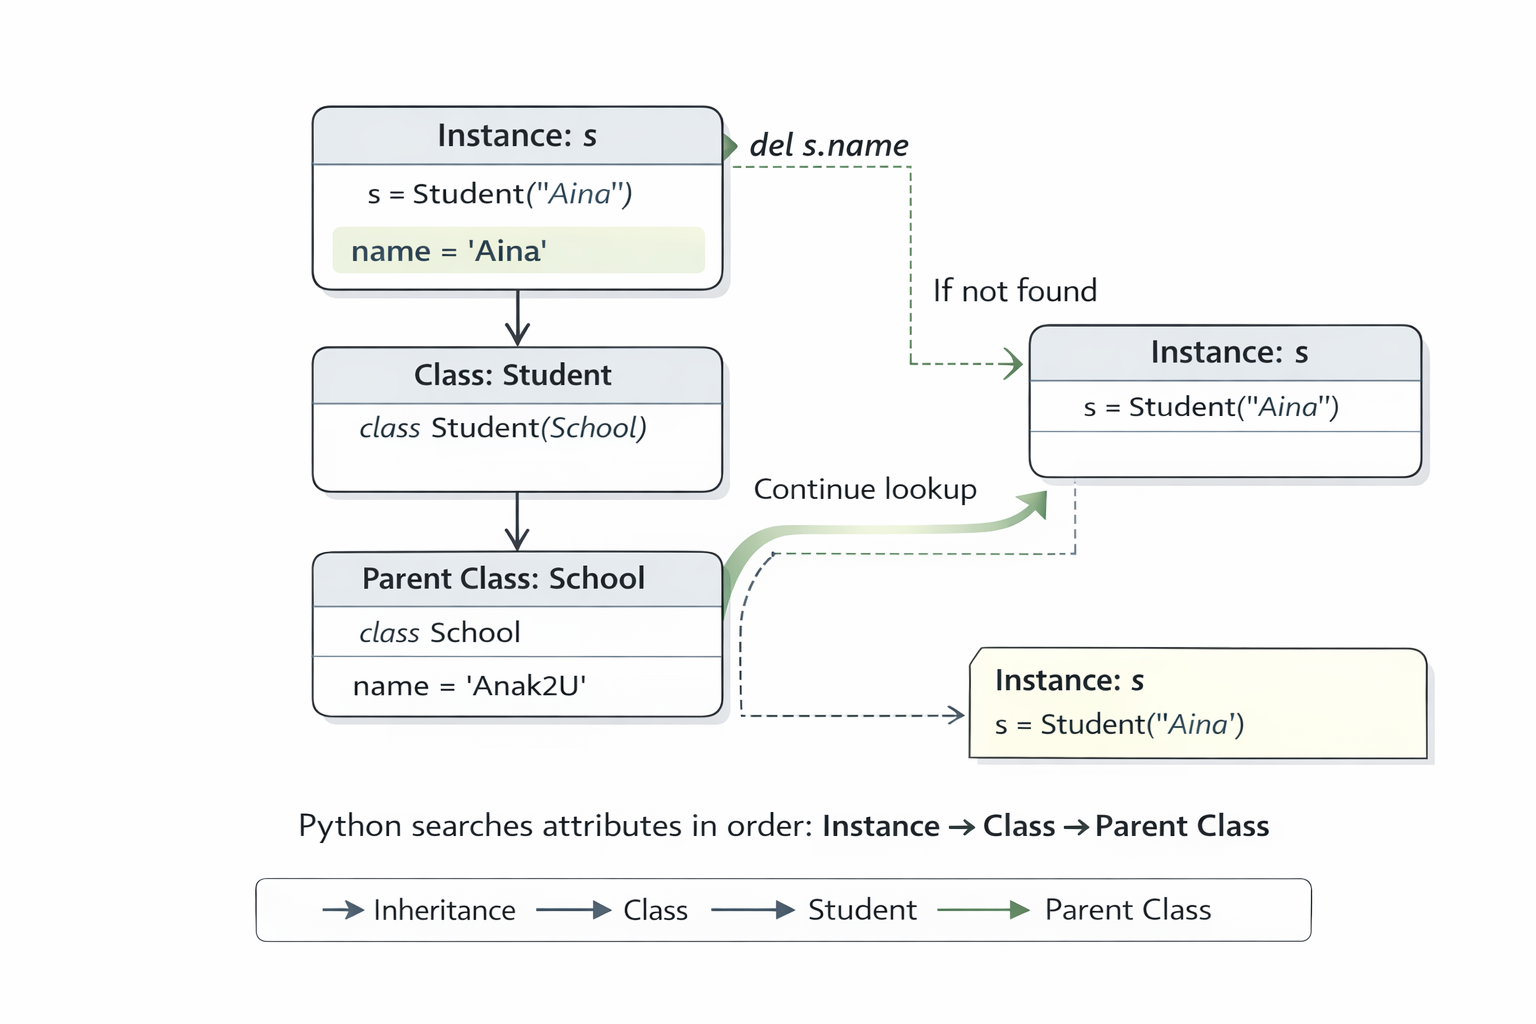 Instance: s
s = Student("Aina")
name = 'Aina'
del s.name
If not found
Instance: s
s = Student("Aina")
Class: Student
class Student(School)
Continue lookup
Parent Class: School
class School
name = 'Anak2U'
Instance: s
s = Student("Aina')
Python searches attributes in order: Instance → Class → Parent Class
Inheritance → Class → Student → Parent Class